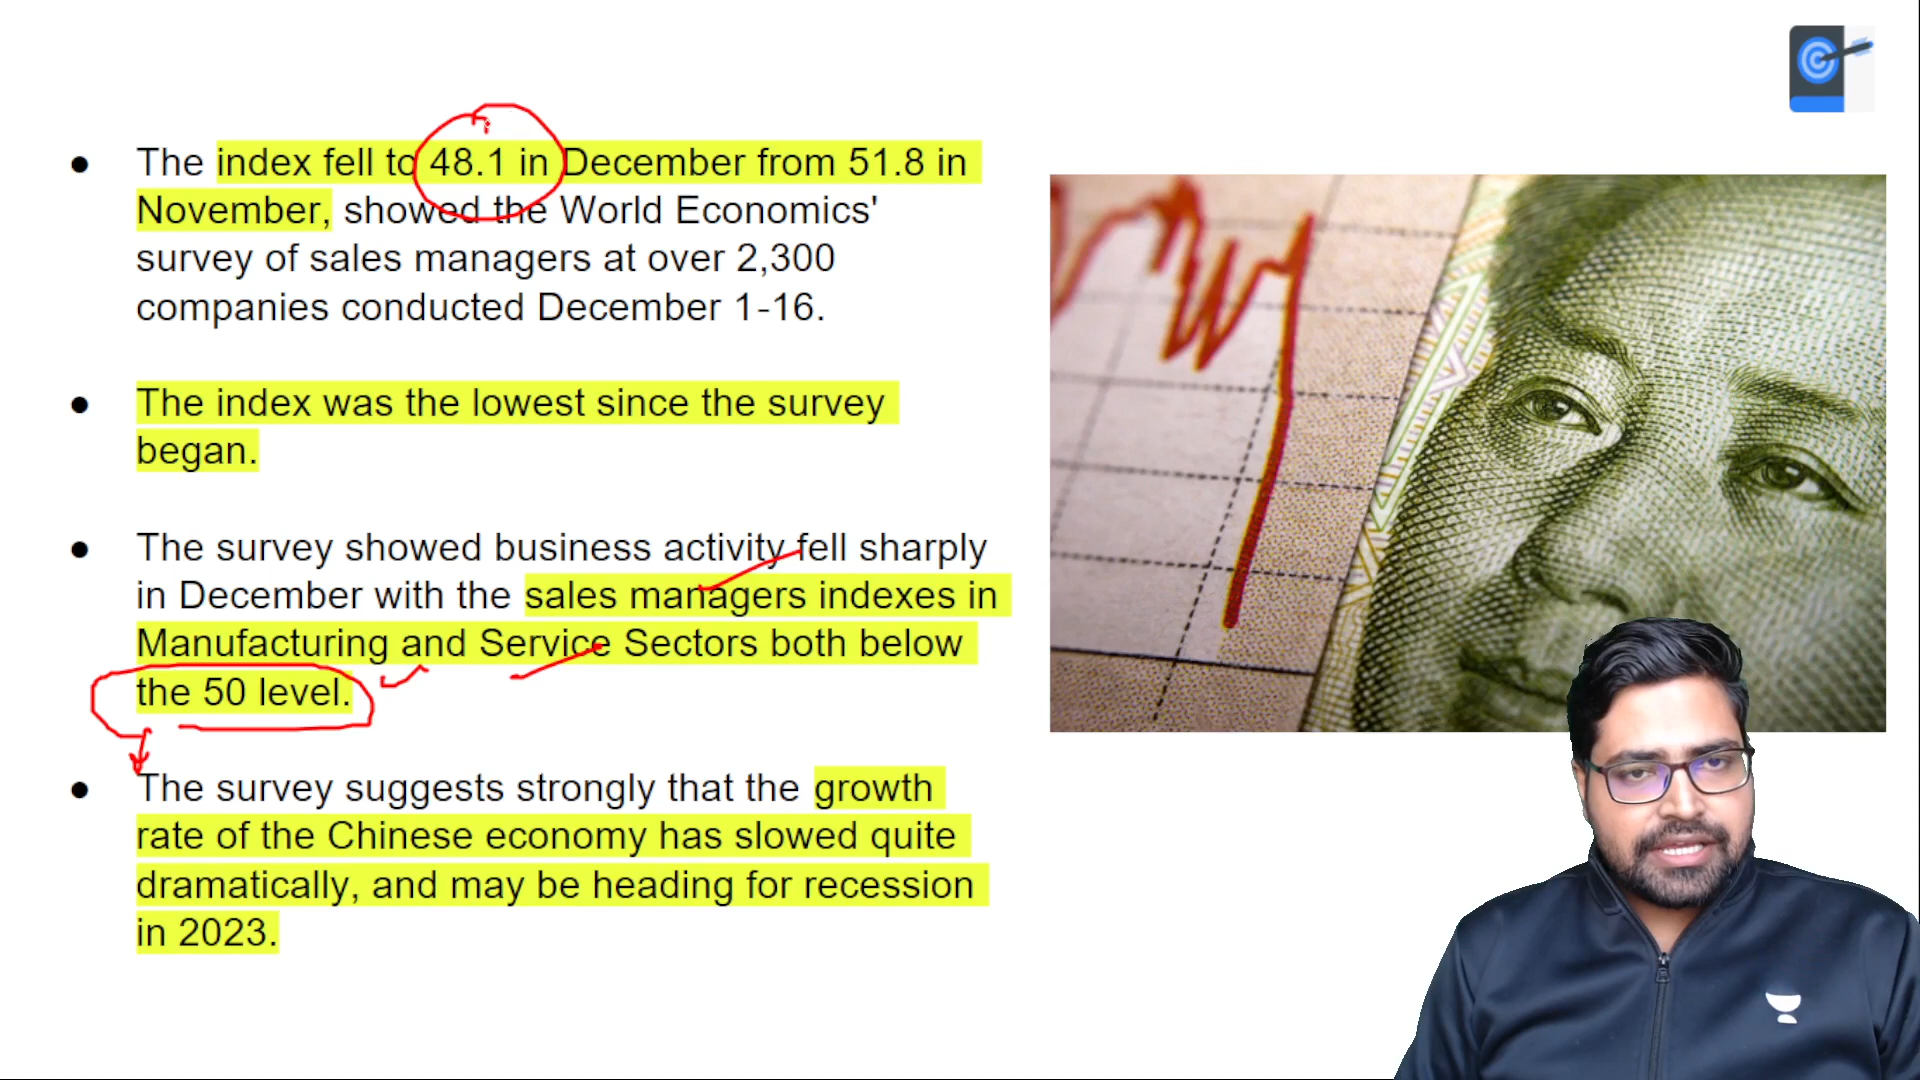 ● The index fell to 48.1 in December from 51.8 in
November, showed the World Economics'
survey of sales managers at over 2,300
companies conducted December 1-16.
● The index was the lowest since the survey
began.
● The survey showed business activity fell sharply
in December with the sales managers indexes in
Manufacturing and Service Sectors both below
the 50 level.
● The survey suggests strongly that the growth
rate of the Chinese economy has slowed quite
dramatically, and may be heading for recession
in 2023.